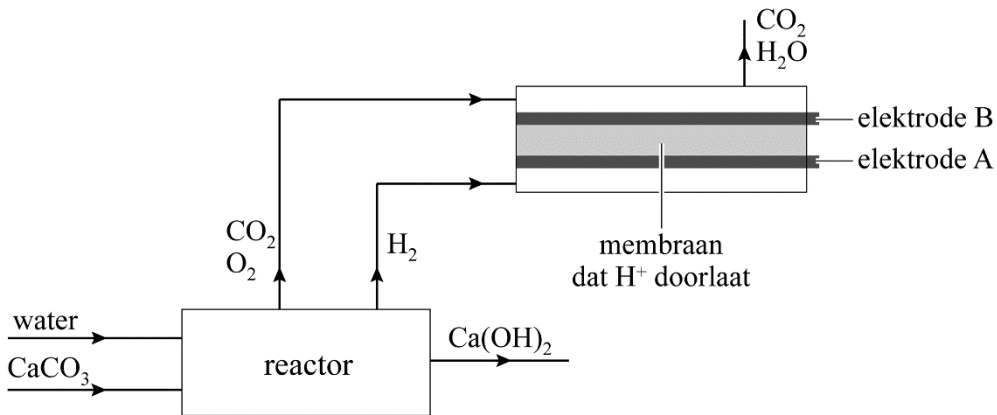 CO₂
H₂O
elektrode B
elektrode A
CO₂
O₂
H₂
membraan
dat H⁺ doorlaat
water
CaCO₃
reactor
Ca(OH)₂